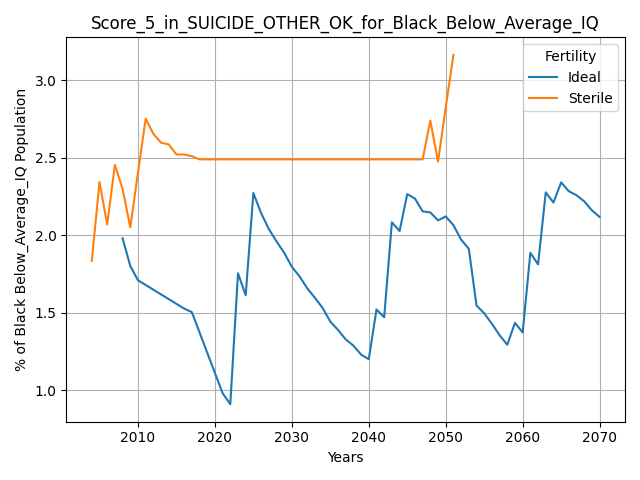 Score_5_in_SUICIDE_OTHER_OK_for_Black_Below_Average_IQ
Fertility
Ideal
Sterile
% of Black Below_Average_IQ Population
3.0
2.5
2.0
1.5
1.0
2010 2020 2030 2040 2050 2060 2070
Years